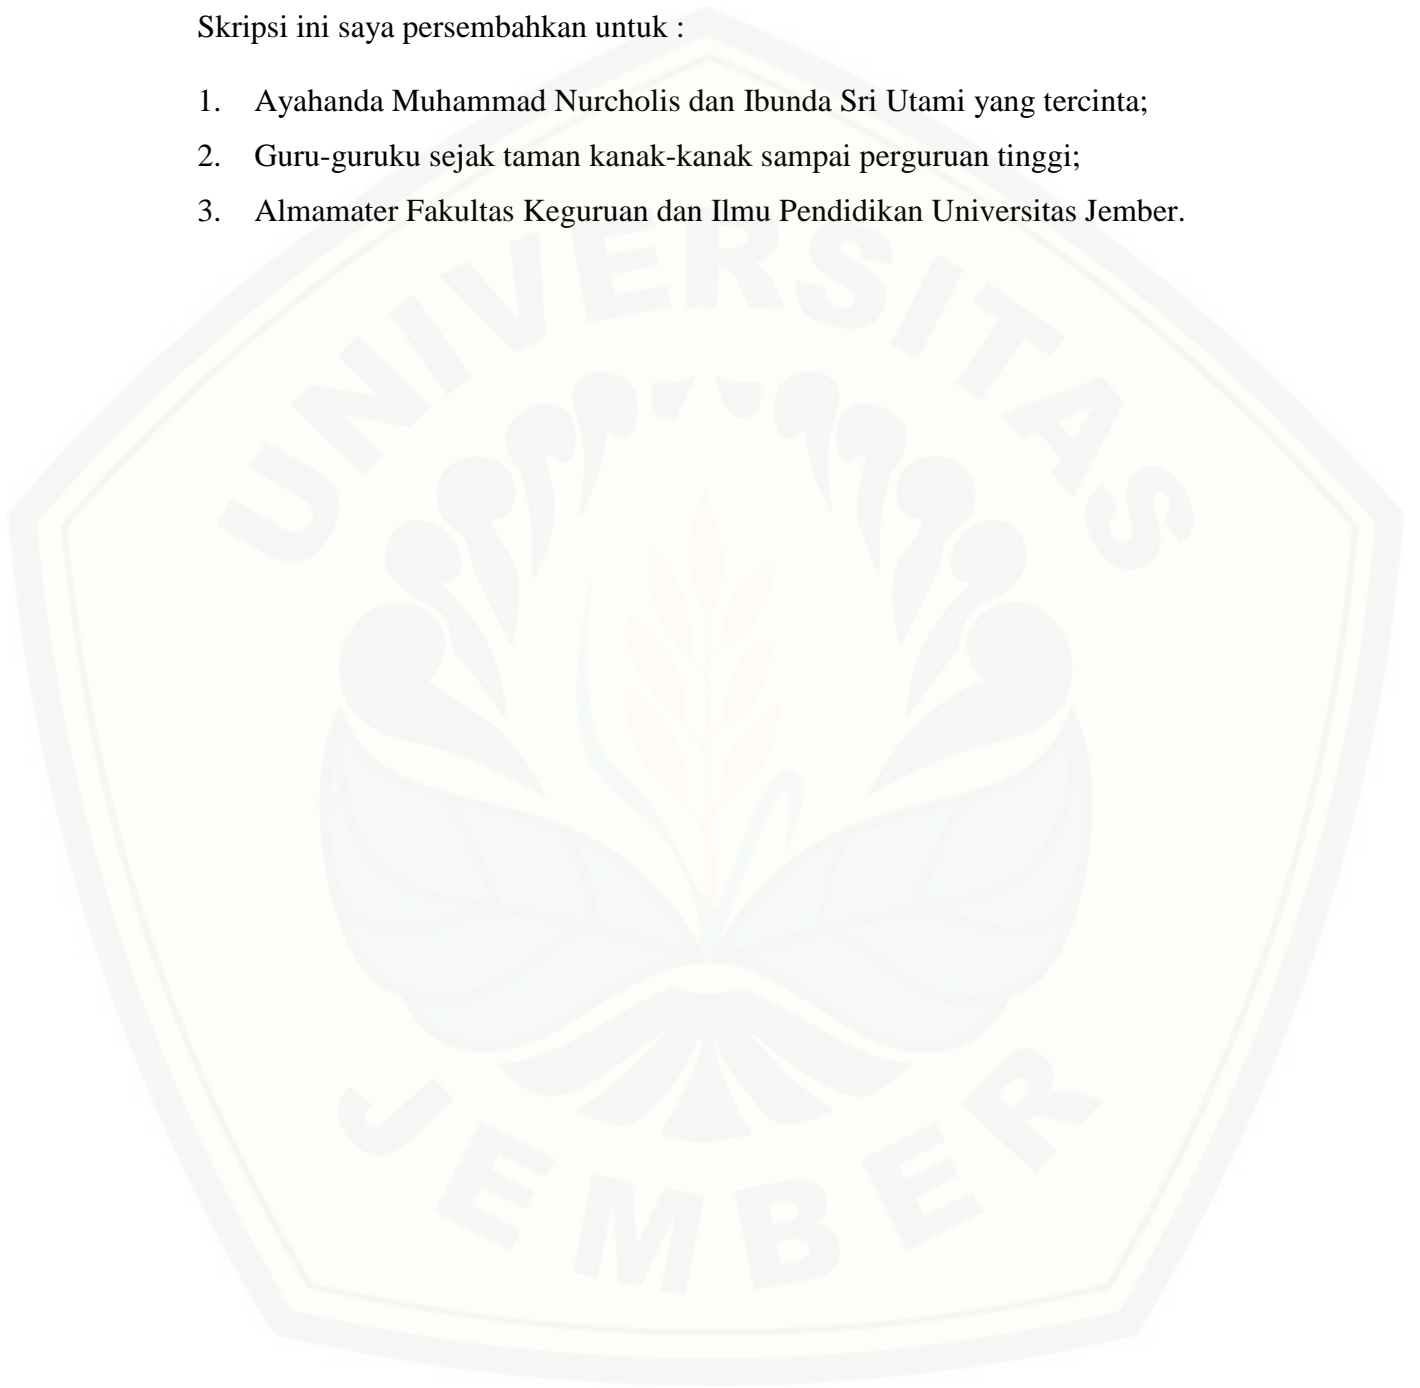 Skripsi ini saya persembahkan untuk :
1. Ayahanda Muhammad Nurcholis dan Ibunda Sri Utami yang tercinta;
2. Guru-guruku sejak taman kanak-kanak sampai perguruan tinggi;
3. Almamater Fakultas Keguruan dan Ilmu Pendidikan Universitas Jember.
UNIVERSITAS
JEMBER